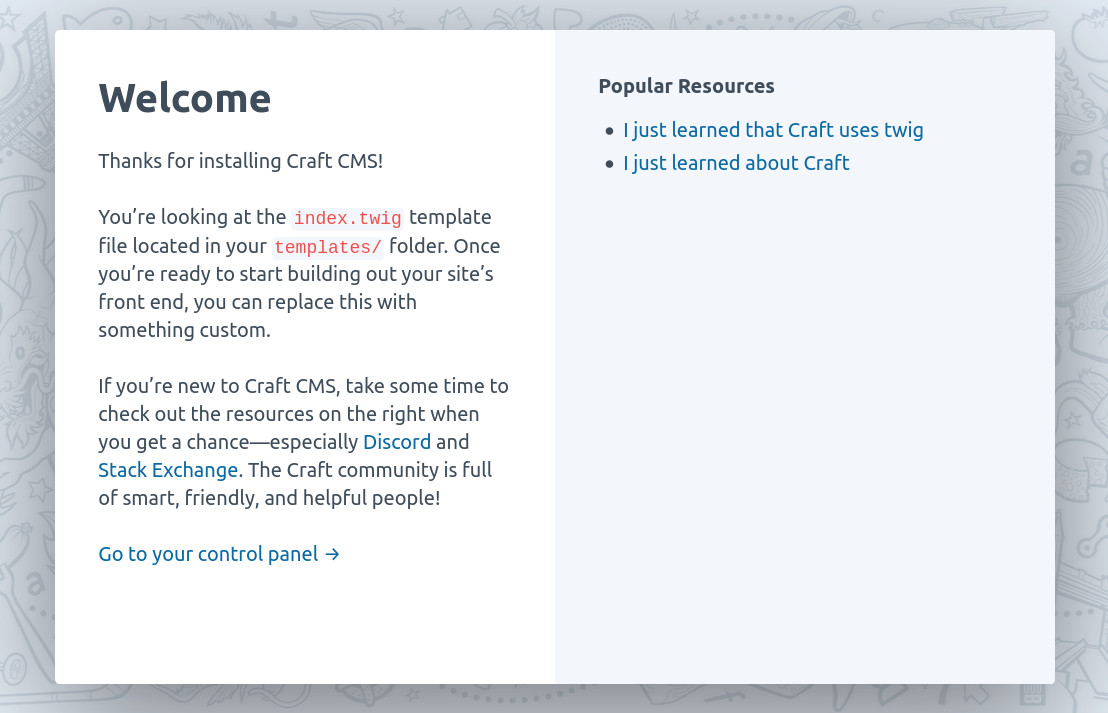 Welcome
Thanks for installing Craft CMS!
You’re looking at the index.twig template
file located in your templates/ folder. Once
you’re ready to start building out your site’s
front end, you can replace this with
something custom.
If you’re new to Craft CMS, take some time to
check out the resources on the right when
you get a chance—especially Discord and
Stack Exchange. The Craft community is full
of smart, friendly, and helpful people!
Go to your control panel →
Popular Resources
• I just learned that Craft uses twig
• I just learned about Craft